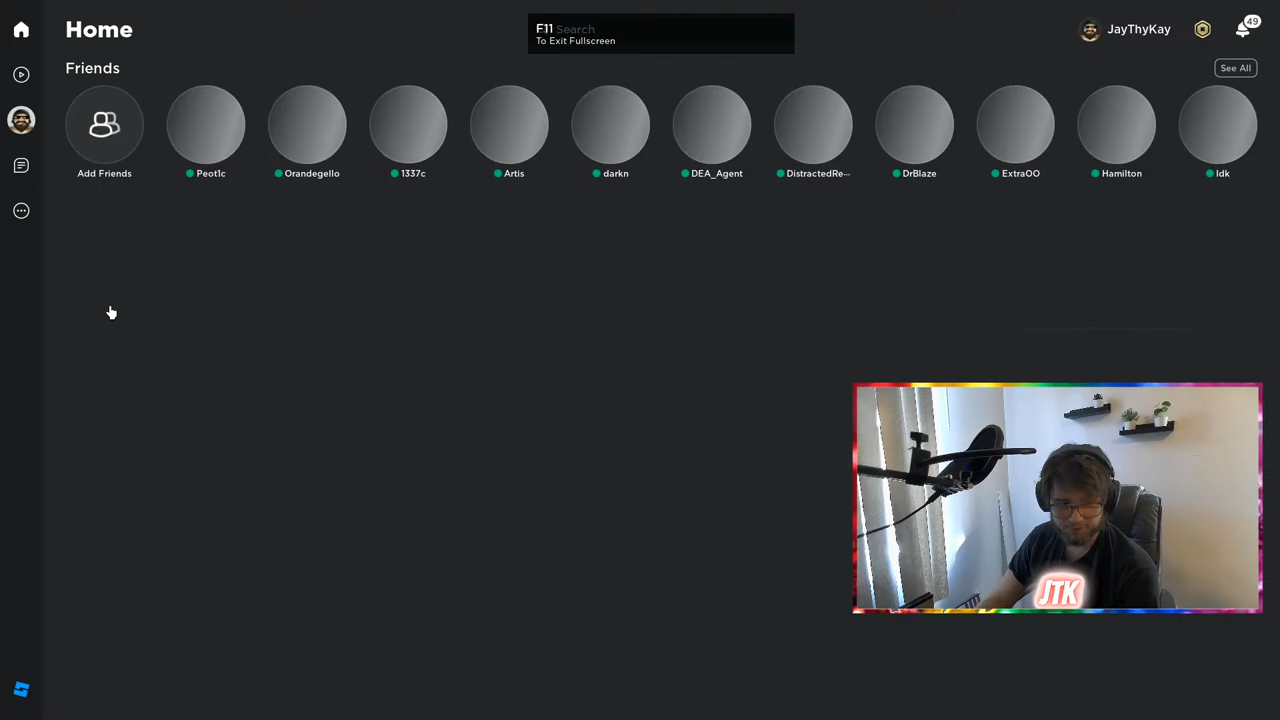 Home
F11 Search
To Exit Fullscreen
JayThyKay
49
Friends
See All
Add Friends
Peot1c
Orandegello
1337c
Artis
darkn
DEA_Agent
DistractedRe...
DrBlaze
ExtraOO
Hamilton
Idk
JTK